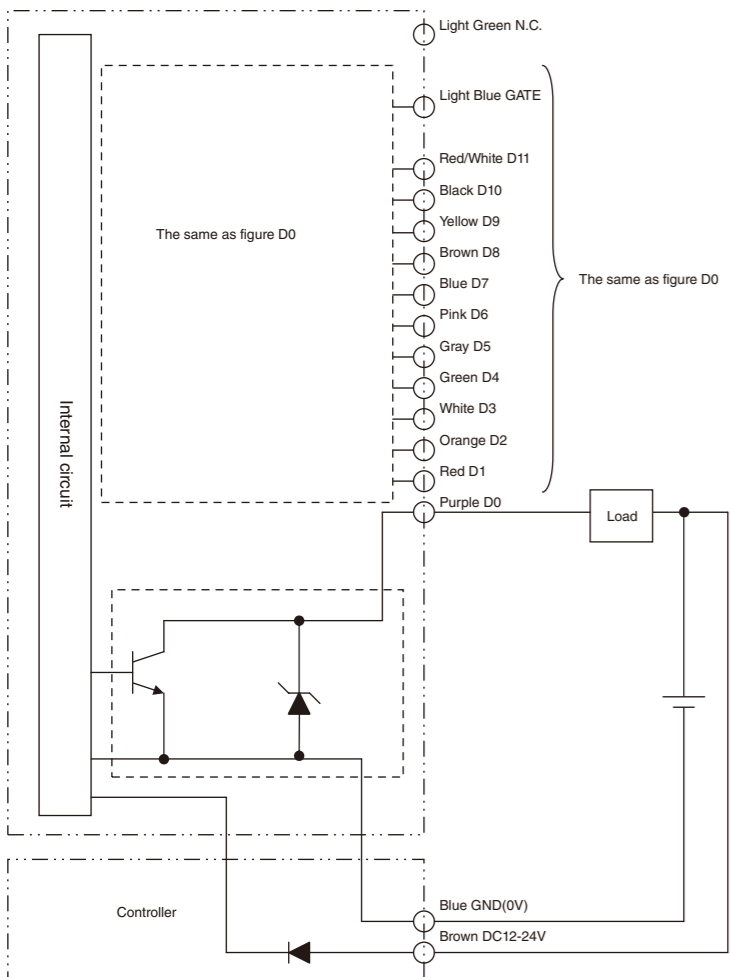 Light Green N.C.
Light Blue GATE
Red/White D11
Black D10
The same as figure D0
Yellow D9
Brown D8
Blue D7
The same as figure D0
Pink D6
Gray D5
Green D4
Internal circuit
White D3
Orange D2
Red D1
Purple D0
Load
Controller
Blue GND(0V)
Brown DC12-24V